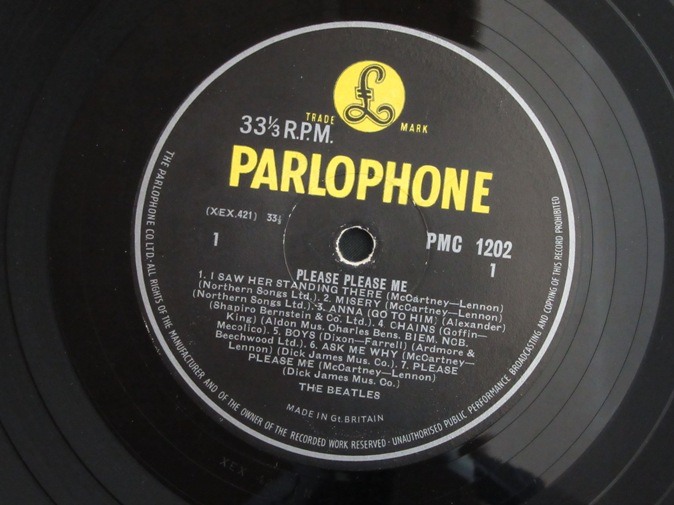 £
TRADE MARK
33⅓ R.P.M.
PARLOPHONE
(XEX.421) 33⅓
1
PMC 1202
1
PLEASE PLEASE ME
1. I SAW HER STANDING THERE (McCartney—Lennon)
(Northern Songs Ltd.). 2. MISERY (McCartney—Lennon)
(Northern Songs Ltd.). 3. ANNA (GO TO HIM) (Alexander)
(Shapiro Bernstein & Co. Ltd.). 4 CHAINS (Goffin—
King) (Aldon Mus. Charles Bens. BIEM. NCB.
Mecolico). 5. BOYS (Dixon—Farrell) (Ardmore &
Beechwood Ltd.). 6. ASK ME WHY (McCartney—
Lennon) (Dick James Mus. Co.). 7. PLEASE
PLEASE ME (McCartney—Lennon)
(Dick James Mus. Co.)
THE BEATLES
MADE IN Gt. BRITAIN
THE PARLOPHONE CO. LTD. · ALL RIGHTS OF THE MANUFACTURER AND OF THE OWNER OF THE RECORDED WORK RESERVED · UNAUTHORISED PUBLIC PERFORMANCE BROADCASTING AND COPYING OF THIS RECORD PROHIBITED
XEX